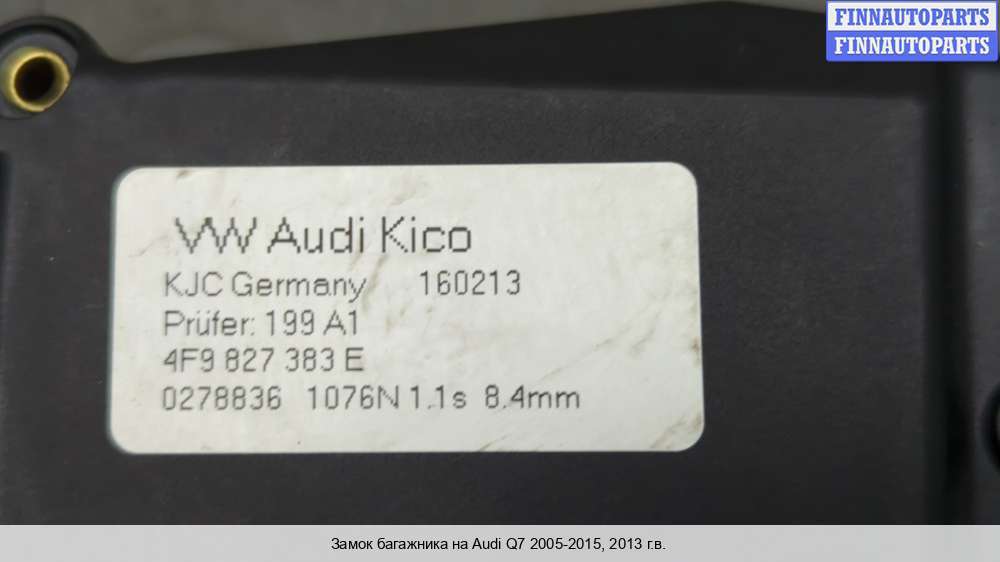 FINNAUTOPARTS
FINNAUTOPARTS
VW Audi Kico
KJC Germany 160213
Prüfer: 199 A1
4F9 827 383 E
0278836 1076N 1.1s 8.4mm
Замок багажника на Audi Q7 2005-2015, 2013 г.в.